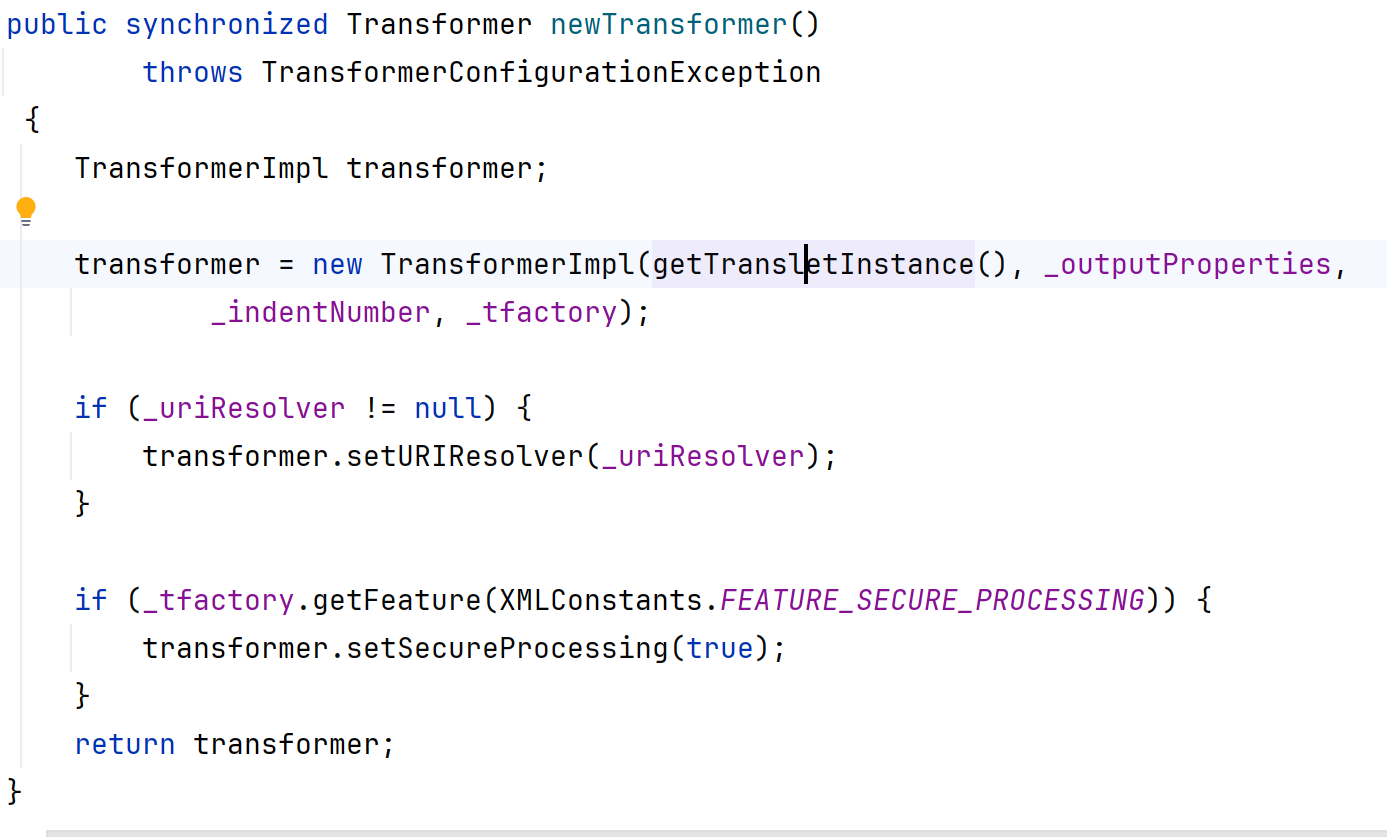 public synchronized Transformer newTransformer()
throws TransformerConfigurationException
{
TransformerImpl transformer;
transformer = new TransformerImpl(getTransletInstance(), _outputProperties,
_indentNumber, _tfactory);
if (_uriResolver != null) {
transformer.setURIResolver(_uriResolver);
}
if (_tfactory.getFeature(XMLConstants.FEATURE_SECURE_PROCESSING)) {
transformer.setSecureProcessing(true);
}
return transformer;
}